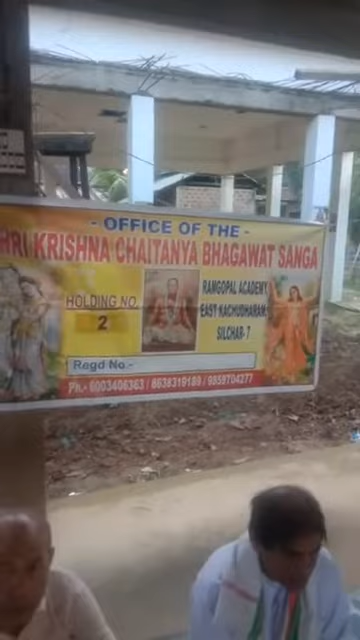 - OFFICE OF THE -
HRI KRISHNA CHAITANYA BHAGAWAT SANGA
HOLDING NO.
2
RAMGOPAL ACADEMY
EAST KACHUDHARAM
SILCHAR-7
Regd No.-
Ph.- 6003406363 / 8638319189 / 9859704277